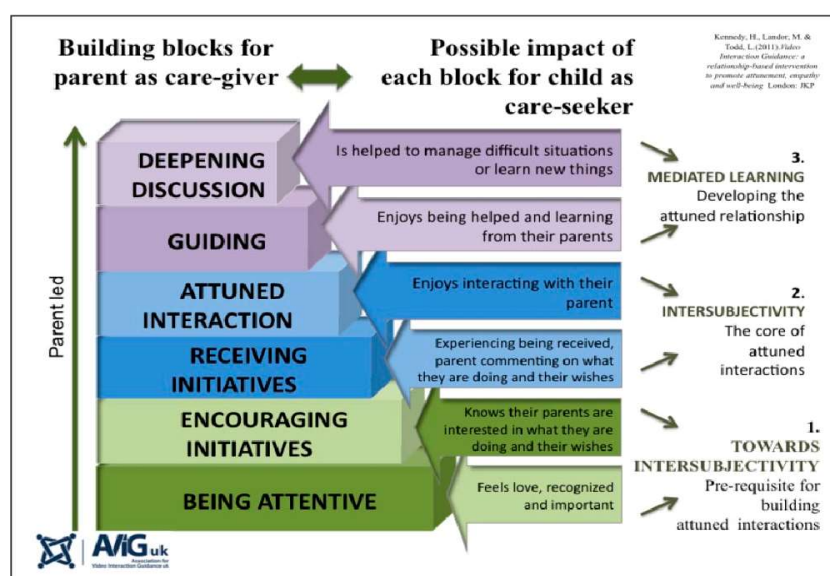 Building blocks for
parent as care-giver
Possible impact of
each block for child as
care-seeker
Kennedy, H., Landor, M. &
Todd, L.(2011).Video
Interaction Guidance: a
relationship-based intervention
to promote attunement, empathy
and well-being. London: JKP
Parent led
DEEPENING
DISCUSSION
Is helped to manage difficult situations
or learn new things
GUIDING
Enjoys being helped and learning
from their parents
3.
MEDIATED LEARNING
Developing the
attuned relationship
ATTUNED
INTERACTION
Enjoys interacting with their
parent
RECEIVING
INITIATIVES
Experiencing being received,
parent commenting on what
they are doing and their wishes
2.
INTERSUBJECTIVITY
The core of
attuned
interactions
ENCOURAGING
INITIATIVES
Knows their parents are
interested in what they are
doing and their wishes
BEING ATTENTIVE
Feels love, recognized
and important
1.
TOWARDS
INTERSUBJECTIVITY
Pre-requisite for
building
attuned interactions
AViG uk
Association for
Video Interaction Guidance uk